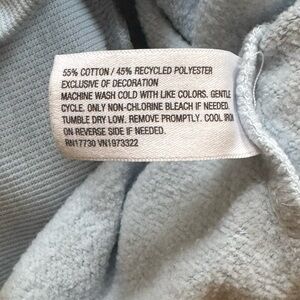 55% COTTON / 45% RECYCLED POLYESTER
EXCLUSIVE OF DECORATION
MACHINE WASH COLD WITH LIKE COLORS. GENTLE
CYCLE. ONLY NON-CHLORINE BLEACH IF NEEDED.
TUMBLE DRY LOW. REMOVE PROMPTLY. COOL IRON
ON REVERSE SIDE IF NEEDED.
RN17730 VN1973322